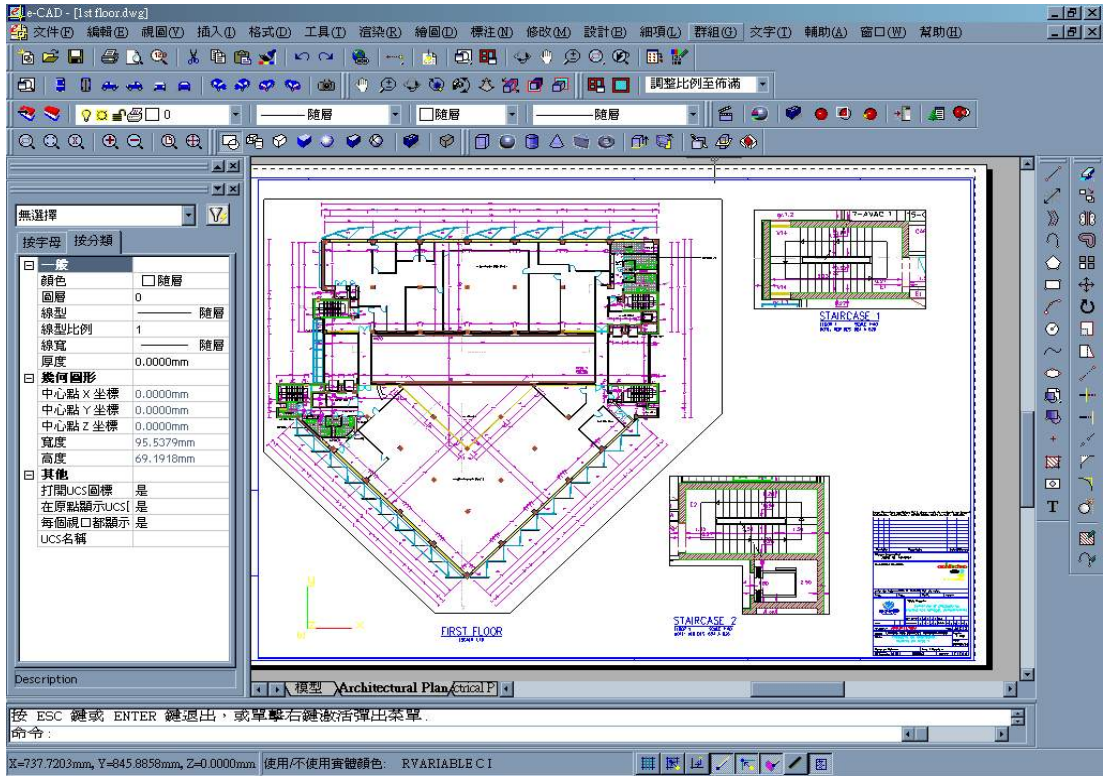 e-CAD - [1stfloor.dwg]
文件(F) 編輯(E) 視圖(V) 插入(I) 格式(O) 工具(T) 渲染(R) 繪圖(D) 標注(N) 修改(M) 設計(B) 細項(L) 群組(G) 文字(T) 輔助(A) 窗口(W) 幫助(H)
調整比例至佈滿
0 隨層 隨層 隨層
無選擇
按字母 按分類
一般
顏色 隨層
圖層 0
線型 隨層
線型比例 1
線寬 隨層
厚度 0.0000mm
幾何圖形
中心點 X 坐標 0.0000mm
中心點 Y 坐標 0.0000mm
中心點 Z 坐標 0.0000mm
寬度 95.5379mm
高度 69.1918mm
其他
打開UCS圖標 是
在原點顯示UCS[ 是
每個視口都顯示 是
UCS名稱
Description
STAIRCASE 1
STAIRCASE 2
FIRST FLOOR
模型 Architectural Plan ctrical P
按 ESC 鍵或 ENTER 鍵退出，或單擊右鍵激活彈出菜單.
命令:
X=737.7203mm, Y=845.8858mm, Z=0.0000mm 使用/不使用實體顏色: RVARIABLE C I